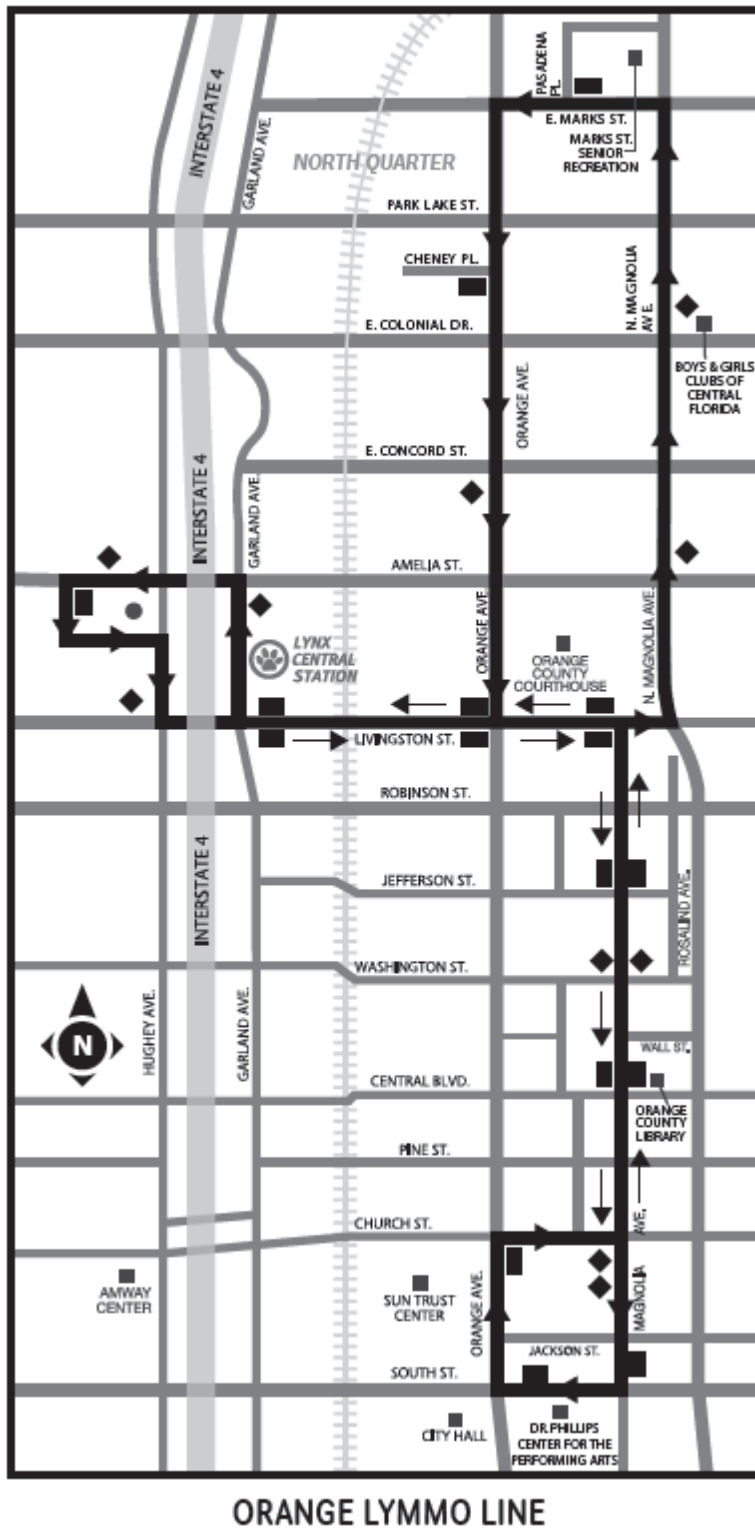 INTERSTATE 4
GARLAND AVE.
PASADENA
PL.
E. MARKS ST.
MARKS ST.
SENIOR
RECREATION
NORTH QUARTER
PARK LAKE ST.
CHENEY PL.
N. MAGNOLIA
AVE.
E. COLONIAL DR.
BOYS & GIRLS
CLUBS OF
CENTRAL
FLORIDA
ORANGE AVE.
E. CONCORD ST.
INTERSTATE 4
GARLAND AVE.
AMELIA ST.
ORANGE AVE.
N. MAGNOLIA AVE.
LYNX
CENTRAL
STATION
ORANGE
COUNTY
COURTHOUSE
LIVINGSTON ST.
ROBINSON ST.
INTERSTATE 4
JEFFERSON ST.
ROSALIND AVE.
WASHINGTON ST.
N
HUGHEY AVE.
GARLAND AVE.
WALL ST.
CENTRAL BLVD.
ORANGE
COUNTY
LIBRARY
PINE ST.
CHURCH ST.
MAGNOLIA AVE.
AMWAY
CENTER
SUN TRUST
CENTER
ORANGE AVE.
JACKSON ST.
SOUTH ST.
CITY HALL
DR. PHILLIPS
CENTER FOR THE
PERFORMING ARTS
ORANGE LYMMO LINE